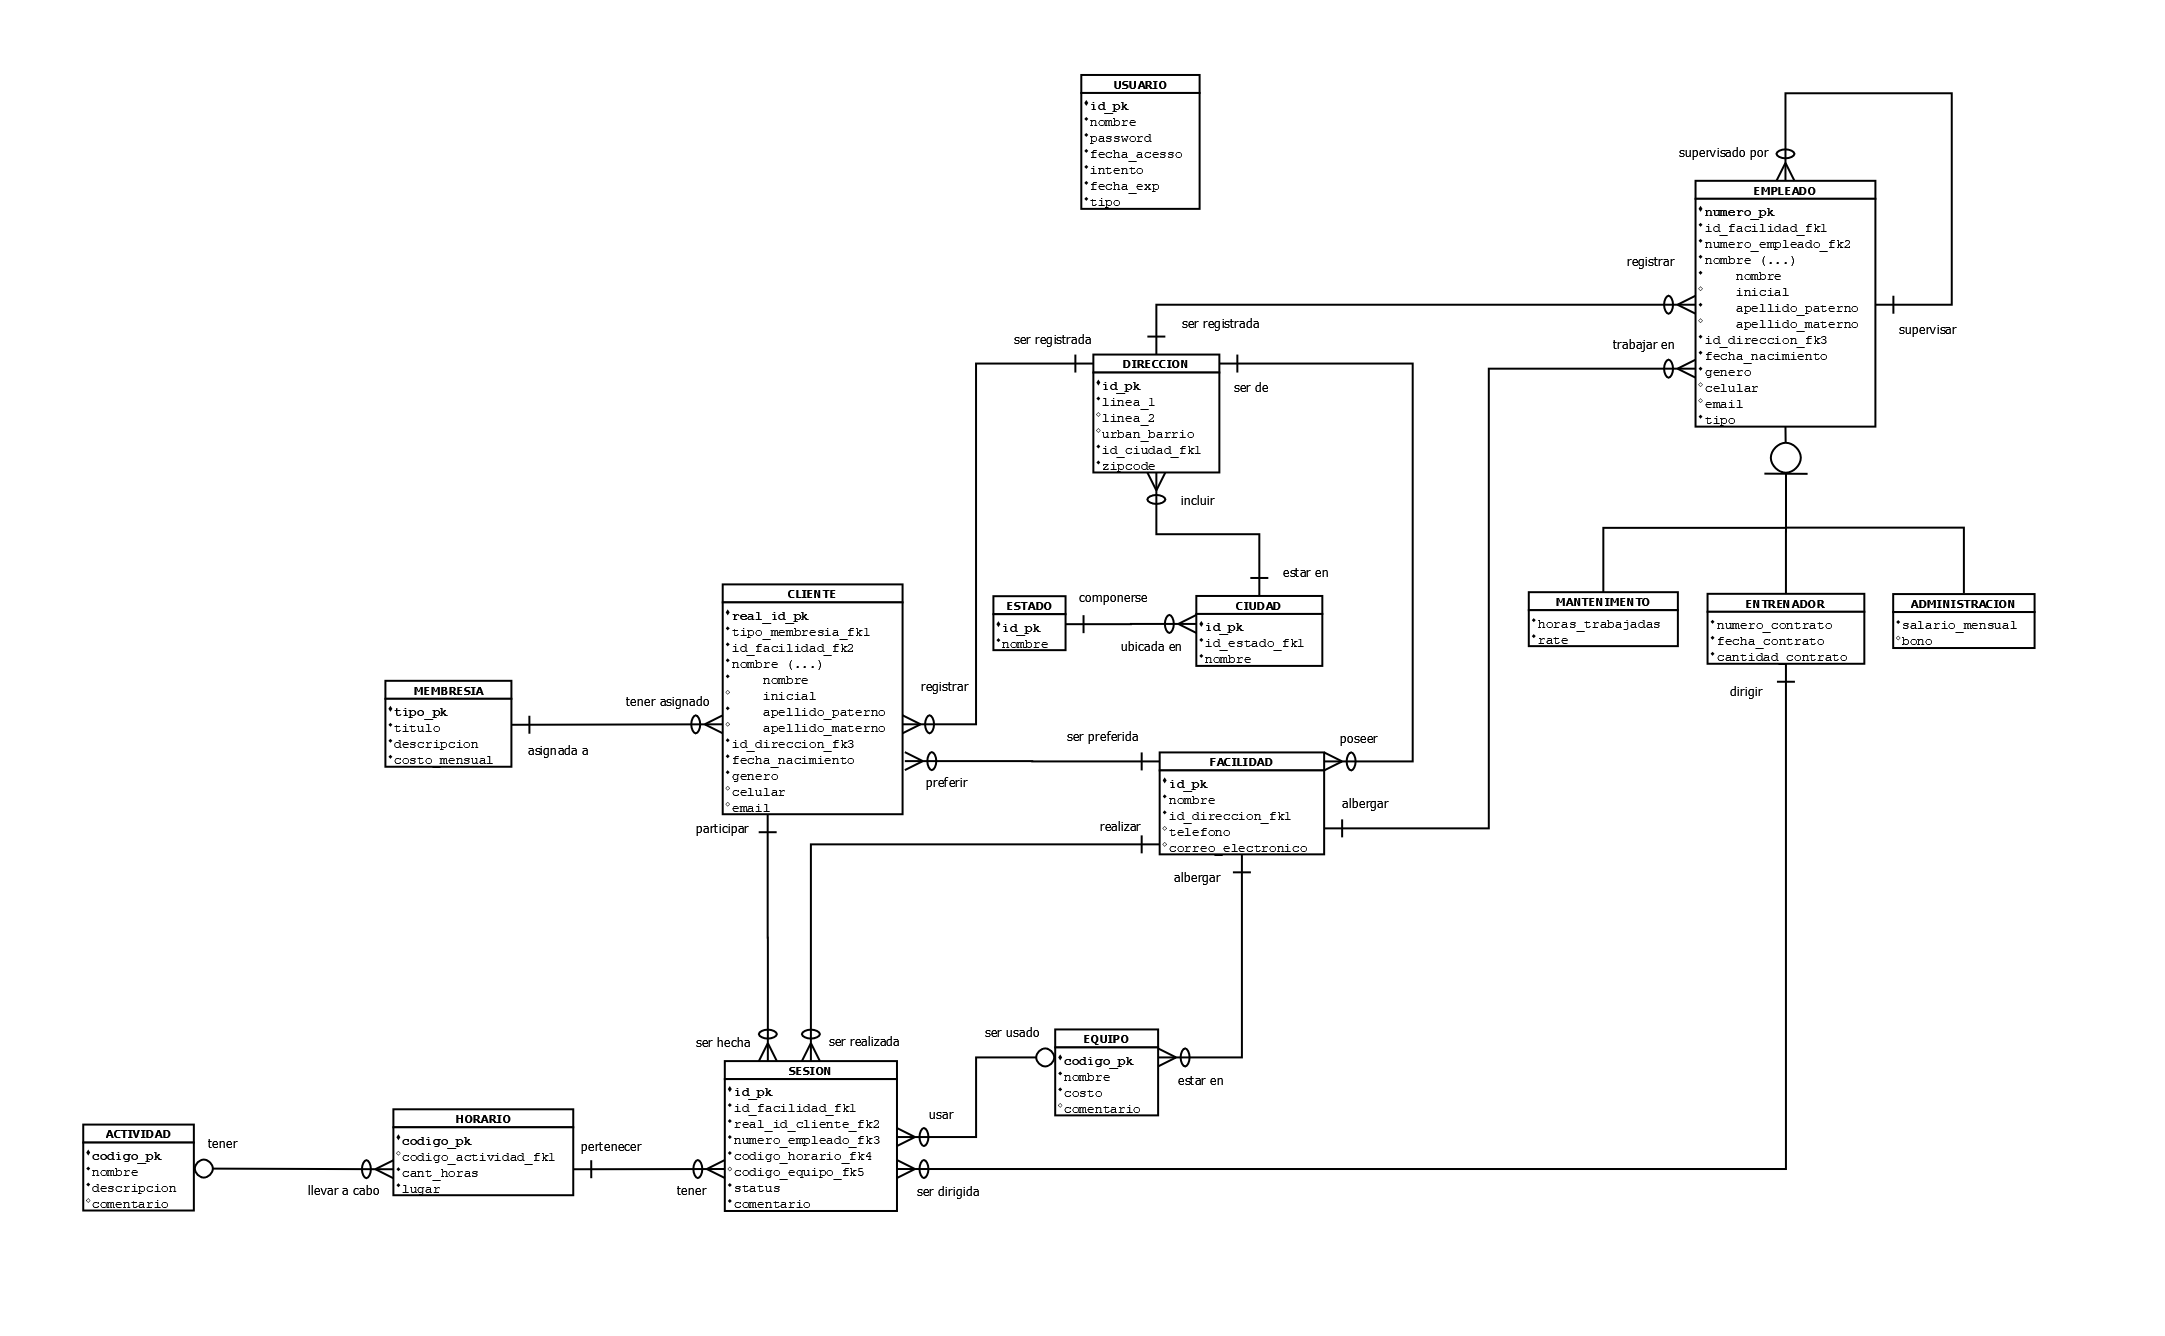 USUARIO
id_pk
nombre
password
fecha_acesso
intento
fecha_exp
tipo
supervisado por
EMPLEADO
numero_pk
id_facilidad_fk1
numero_empleado_fk2
nombre (...)
nombre
inicial
apellido_paterno
apellido_materno
id_direccion_fk3
fecha_nacimiento
genero
celular
email
tipo
registrar
supervisar
trabajar en
ser registrada
ser registrada
DIRECCION
id_pk
linea_1
linea_2
urban_barrio
id_ciudad_fk1
zipcode
ser de
incluir
estar en
ESTADO
id_pk
nombre
componerse
ubicada en
CIUDAD
id_pk
id_estado_fk1
nombre
MANTENIMENTO
horas_trabajadas
rate
ENTRENADOR
numero_contrato
fecha_contrato
cantidad_contrato
ADMINISTRACION
salario_mensual
bono
dirigir
CLIENTE
real_id_pk
tipo_membresia_fk1
id_facilidad_fk2
nombre (...)
nombre
inicial
apellido_paterno
apellido_materno
id_direccion_fk3
fecha_nacimiento
genero
celular
email
MEMBRESIA
tipo_pk
titulo
descripcion
costo_mensual
tener asignado
asignada a
registrar
preferir
ser preferida
FACILIDAD
id_pk
nombre
id_direccion_fk1
telefono
correo_electronico
poseer
albergar
participar
realizar
albergar
ser hecha
ser realizada
ser usado
EQUIPO
codigo_pk
nombre
costo
comentario
estar en
SESION
id_pk
id_facilidad_fk1
real_id_cliente_fk2
numero_empleado_fk3
codigo_horario_fk4
codigo_equipo_fk5
status
comentario
usar
ser dirigida
ACTIVIDAD
codigo_pk
nombre
descripcion
comentario
tener
llevar a cabo
HORARIO
codigo_pk
codigo_actividad_fk1
cant_horas
lugar
pertenecer
tener